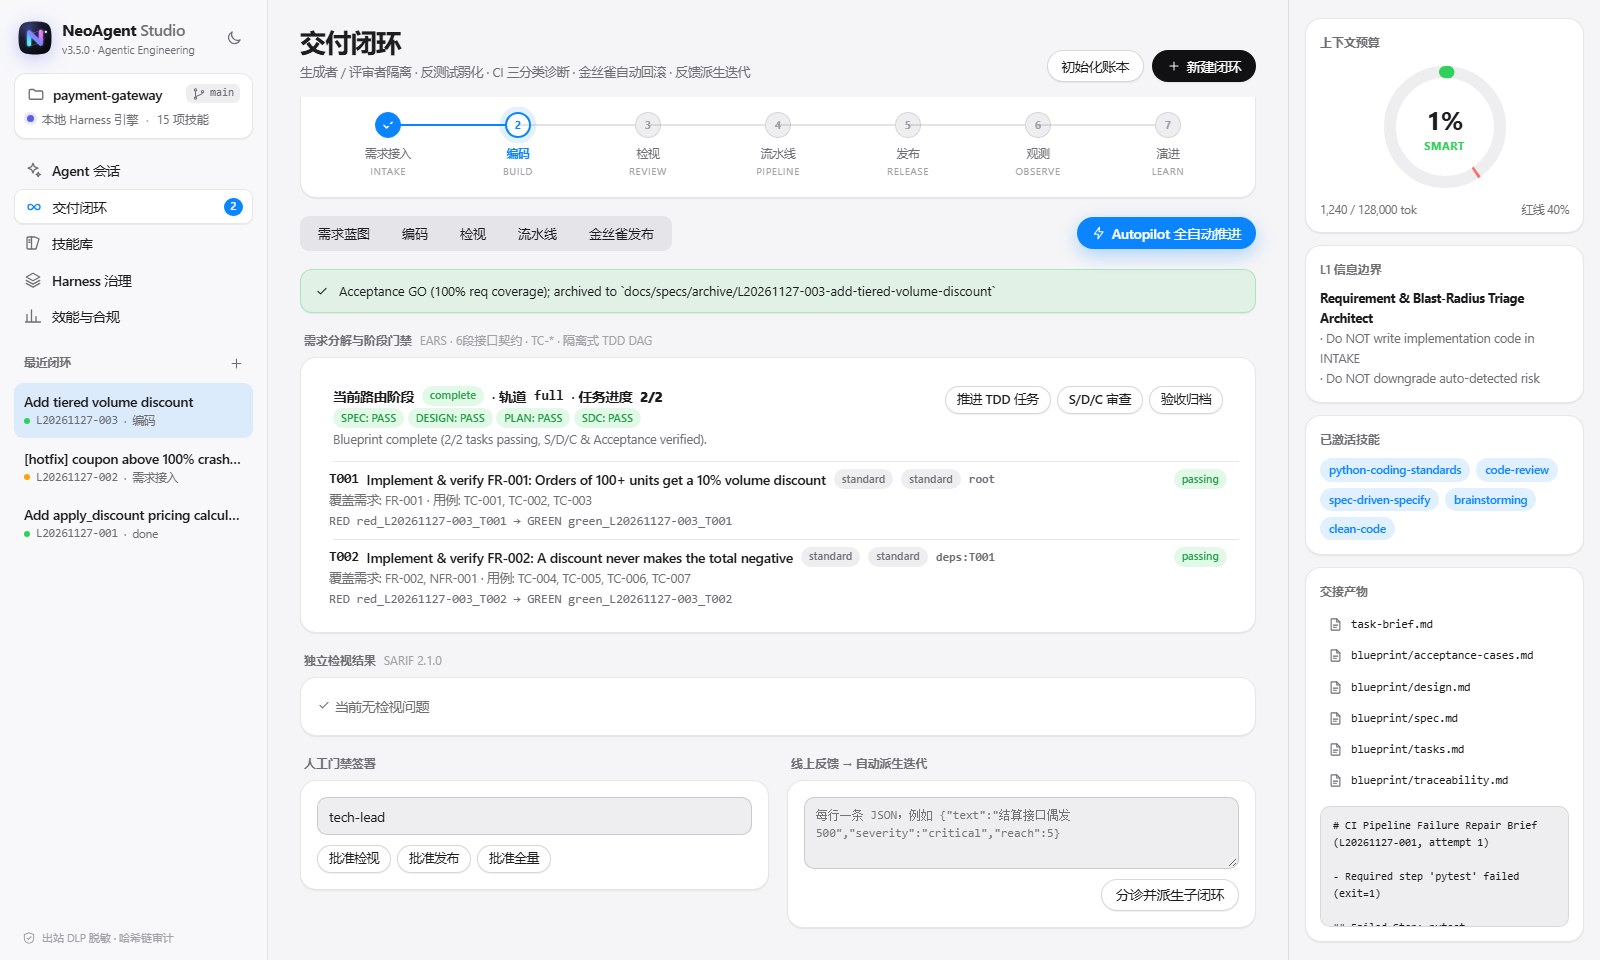 NeoAgent Studio
v3.5.0 · Agentic Engineering
payment-gateway
main
本地 Harness 引擎 · 15 项技能
Agent 会话
交付闭环
2
技能库
Harness 治理
效能与合规
最近闭环
Add tiered volume discount
L20261127-003 · 编码
[hotfix] coupon above 100% crash...
L20261127-002 · 需求接入
Add apply_discount pricing calcul...
L20261127-001 · done
出站 DLP 脱敏 · 哈希链审计
交付闭环
生成者 / 评审者隔离 · 反测试弱化 · CI 三分类诊断 · 金丝雀自动回滚 · 反馈派生迭代
初始化账本
新建闭环
2
3
4
5
6
7
需求接入
编码
检视
流水线
发布
观测
演进
INTAKE
BUILD
REVIEW
PIPELINE
RELEASE
OBSERVE
LEARN
需求蓝图
编码
检视
流水线
金丝雀发布
Autopilot 全自动推进
Acceptance GO (100% req coverage); archived to `docs/specs/archive/L20261127-003-add-tiered-volume-discount`
需求分解与阶段门禁 EARS · 6段接口契约 · TC-* · 隔离式 TDD DAG
当前路由阶段 complete · 轨道 full · 任务进度 2/2
推进 TDD 任务
S/D/C 审查
验收归档
SPEC: PASS
DESIGN: PASS
PLAN: PASS
SDC: PASS
Blueprint complete (2/2 tasks passing, S/D/C & Acceptance verified).
T001 Implement & verify FR-001: Orders of 100+ units get a 10% volume discount standard standard root
passing
覆盖需求: FR-001 · 用例: TC-001, TC-002, TC-003
RED red_L20261127-003_T001 → GREEN green_L20261127-003_T001
T002 Implement & verify FR-002: A discount never makes the total negative standard standard deps:T001
passing
覆盖需求: FR-002, NFR-001 · 用例: TC-004, TC-005, TC-006, TC-007
RED red_L20261127-003_T002 → GREEN green_L20261127-003_T002
独立检视结果 SARIF 2.1.0
当前无检视问题
人工门禁签署
tech-lead
批准检视
批准发布
批准全量
线上反馈 → 自动派生迭代
每行一条 JSON，例如 {"text":"结算接口偶发
500","severity":"critical","reach":5}
分诊并派生子闭环
上下文预算
1%
SMART
1,240 / 128,000 tok
红线 40%
L1 信息边界
Requirement & Blast-Radius Triage
Architect
· Do NOT write implementation code in
INTAKE
· Do NOT downgrade auto-detected risk
已激活技能
python-coding-standards
code-review
spec-driven-specify
brainstorming
clean-code
交接产物
task-brief.md
blueprint/acceptance-cases.md
blueprint/design.md
blueprint/spec.md
blueprint/tasks.md
blueprint/traceability.md
# CI Pipeline Failure Repair Brief
(L20261127-001, attempt 1)
- Required step 'pytest' failed
(exit=1)
## Failed Step: pytest